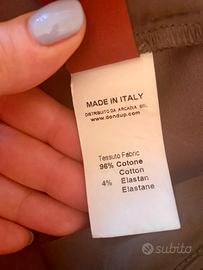 MADE IN ITALY
DISTRIBUITO DA ARCADIA SRL
www.dondup.com
Tessuto Fabric
96% Cotone
Cotton
4% Elastan
Elastane
subito